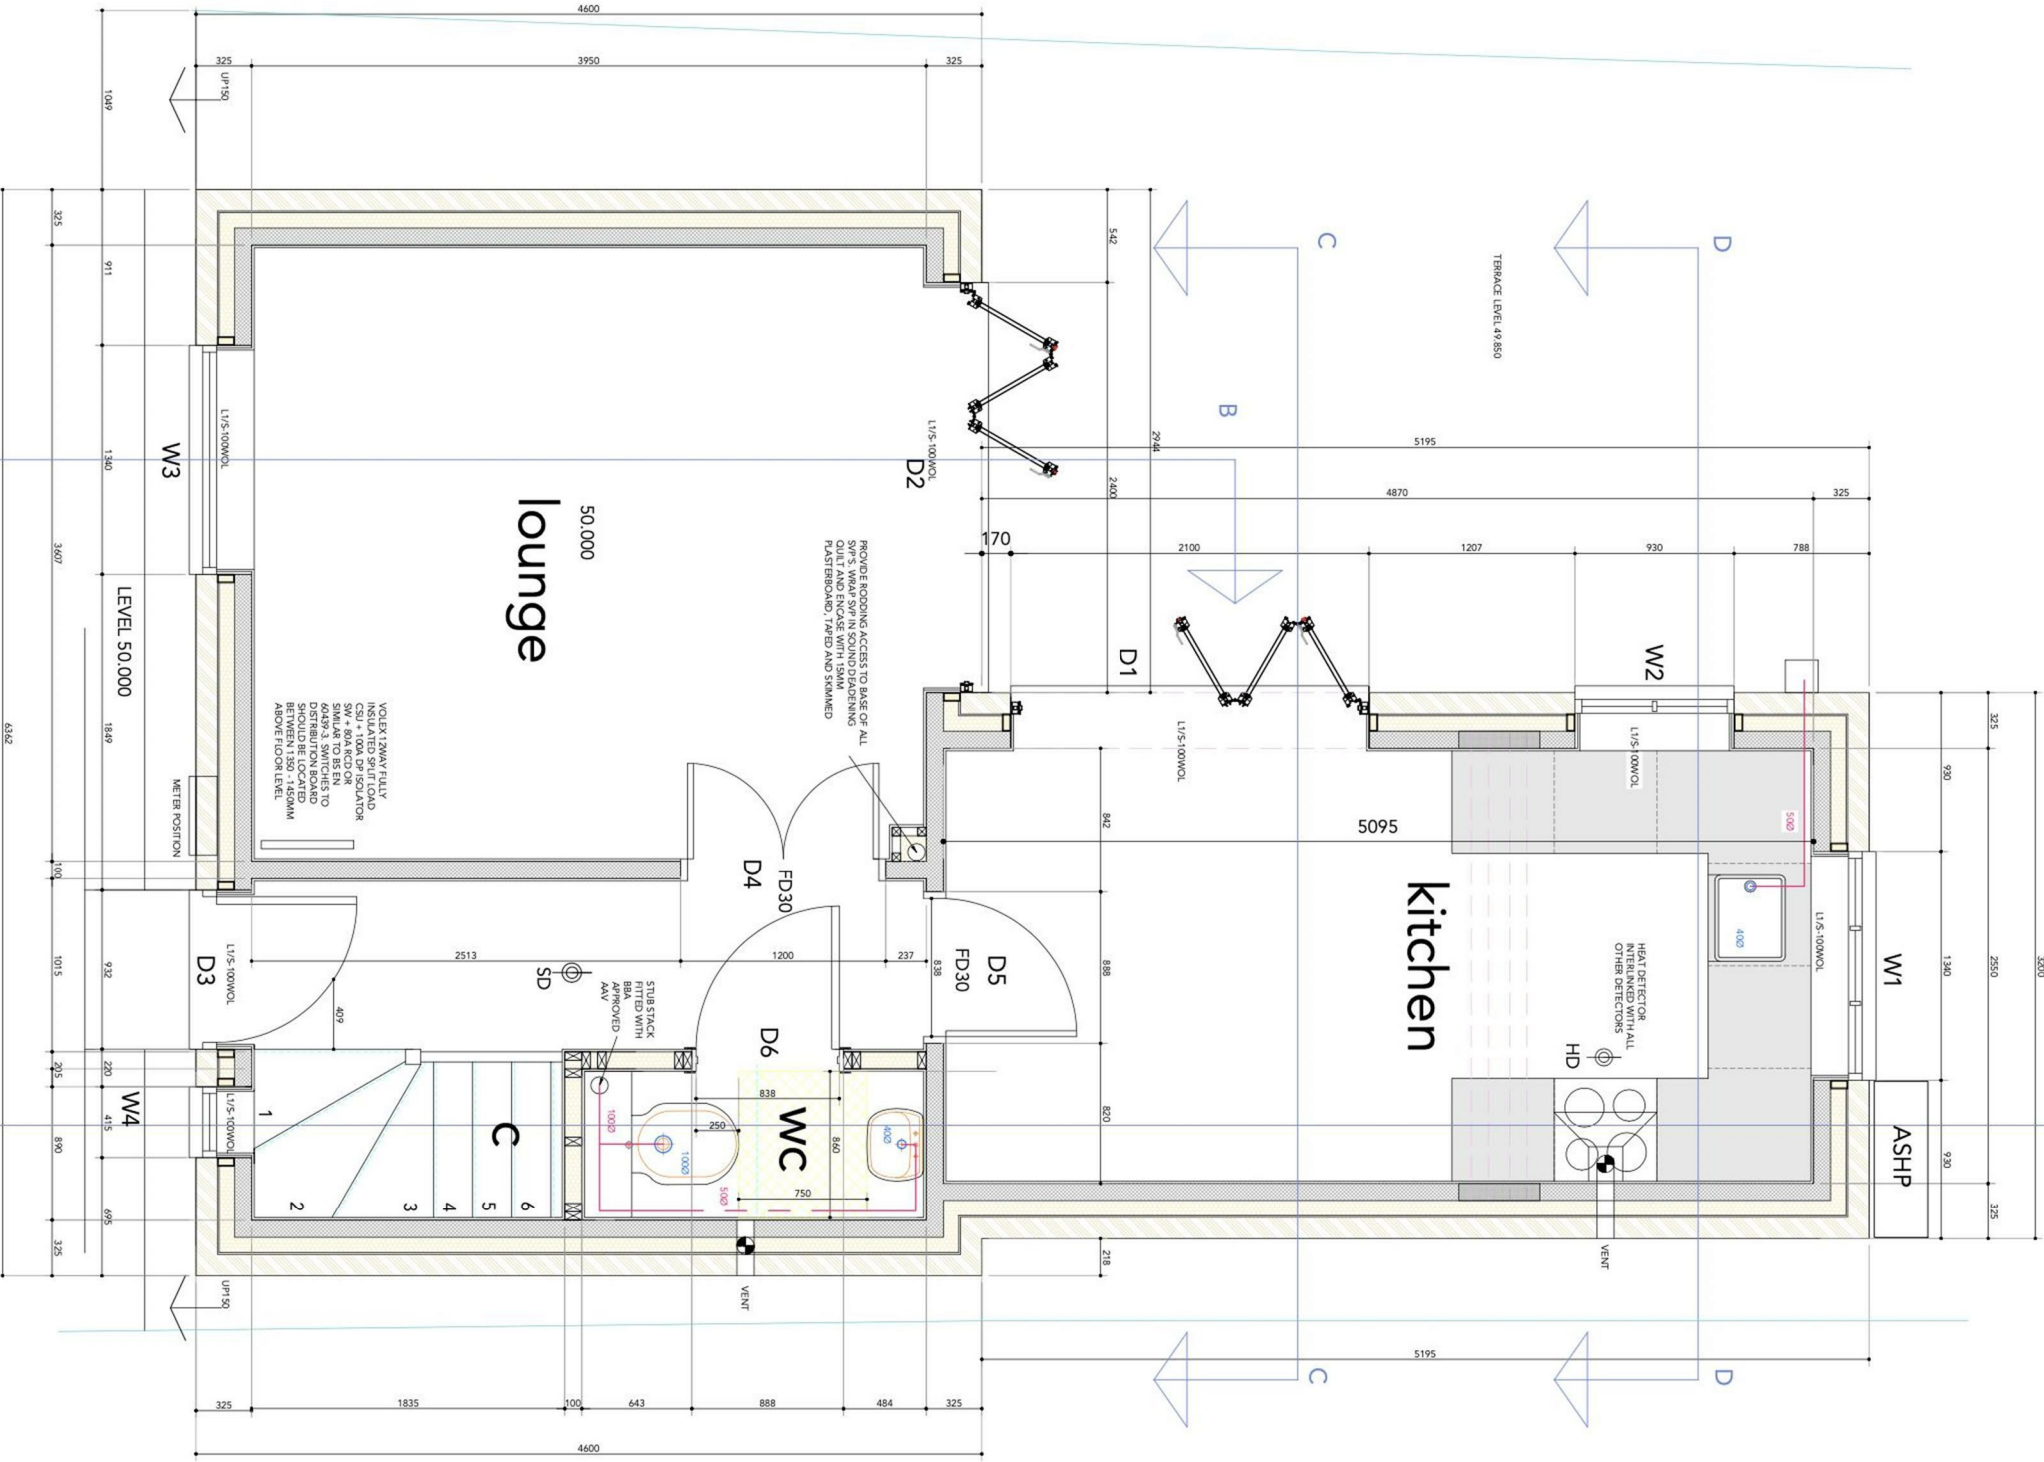 4600
325
3950
325
UP150
1049
325
911
1340
3607
1849
100
1015
932
205
220
415
890
695
325
6362
LEVEL 50.000
METER POSITION
W3
L1/S-100WOL
lounge
50.000
VOLEX 12WAY FULLY
INSULATED SPLIT LOAD
CSU + 100A DP ISOLATOR
SW + 80A RCD OR
SIMILAR TO BS EN
60439-3. SWITCHES TO
DISTRIBUTION BOARD
SHOULD BE LOCATED
BETWEEN 1350 - 1450MM
ABOVE FLOOR LEVEL
PROVIDE RODDING ACCESS TO BASE OF ALL
SVP'S. WRAP SVP IN SOUND DEADENING
QUILT AND ENCASE WITH 15MM
PLASTERBOARD, TAPED AND SKIMMED
D2
L1/S-100WOL
542
2400
2944
C
D
B
TERRACE LEVEL 49.850
5195
4870
325
170
2100
1207
930
788
D1
L1/S-100WOL
W2
L1/S-100WOL
50Ø
325
930
1340
930
2550
325
3200
842
888
820
218
5095
kitchen
HEAT DETECTOR
INTERLINKED WITH ALL
OTHER DETECTORS
HD
40Ø
L1/S-100WOL
W1
ASHP
VENT
D4
FD30
D5
FD30
838
2513
1200
237
D3
L1/S-100WOL
409
SD
STUB STACK
FITTED WITH
BBA
APPROVED
AAV
D6
WC
838
250
860
750
100Ø
100Ø
50Ø
40Ø
W4
L1/S-100WOL
1
2
3
4
5
6
C
VENT
UP150
C
D
5195
325
1835
100
643
888
484
325
4600